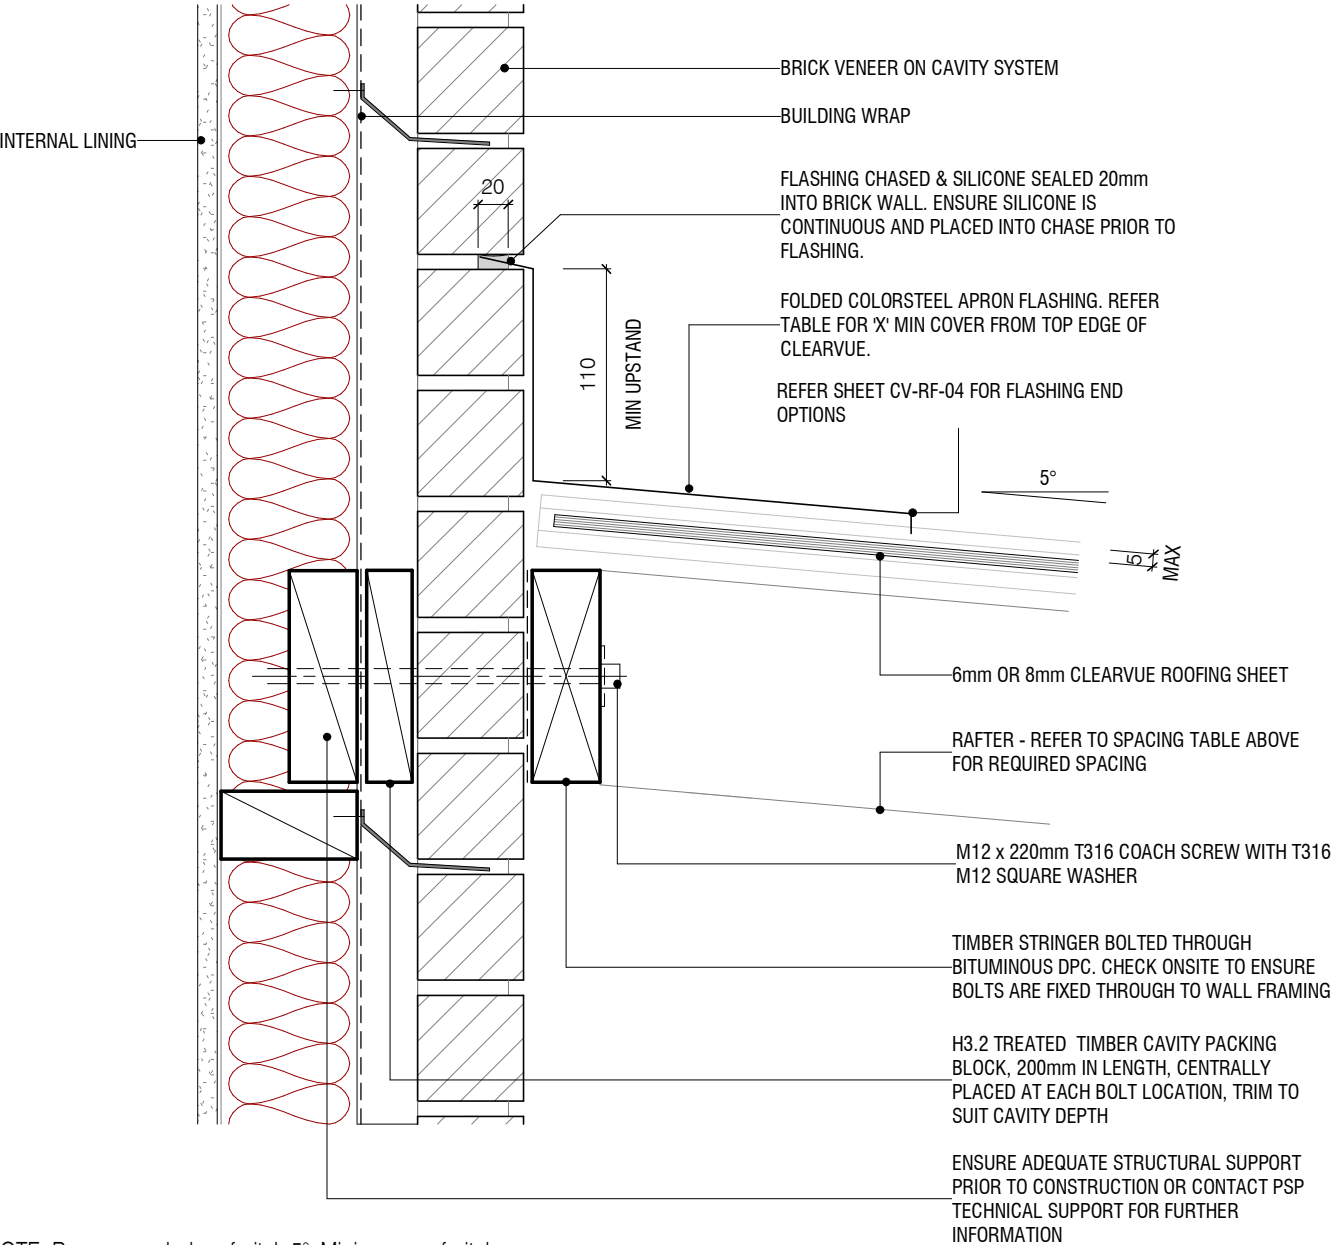 BRICK VENEER ON CAVITY SYSTEM
BUILDING WRAP
INTERNAL LINING
FLASHING CHASED & SILICONE SEALED 20mm
INTO BRICK WALL. ENSURE SILICONE IS
CONTINUOUS AND PLACED INTO CHASE PRIOR TO
FLASHING.
20
FOLDED COLORSTEEL APRON FLASHING. REFER
TABLE FOR 'X' MIN COVER FROM TOP EDGE OF
CLEARVUE.
110
MIN UPSTAND
REFER SHEET CV-RF-04 FOR FLASHING END
OPTIONS
5°
5
MAX
6mm OR 8mm CLEARVUE ROOFING SHEET
RAFTER - REFER TO SPACING TABLE ABOVE
FOR REQUIRED SPACING
M12 x 220mm T316 COACH SCREW WITH T316
M12 SQUARE WASHER
TIMBER STRINGER BOLTED THROUGH
BITUMINOUS DPC. CHECK ONSITE TO ENSURE
BOLTS ARE FIXED THROUGH TO WALL FRAMING
H3.2 TREATED TIMBER CAVITY PACKING
BLOCK, 200mm IN LENGTH, CENTRALLY
PLACED AT EACH BOLT LOCATION, TRIM TO
SUIT CAVITY DEPTH
ENSURE ADEQUATE STRUCTURAL SUPPORT
PRIOR TO CONSTRUCTION OR CONTACT PSP
TECHNICAL SUPPORT FOR FURTHER
INFORMATION